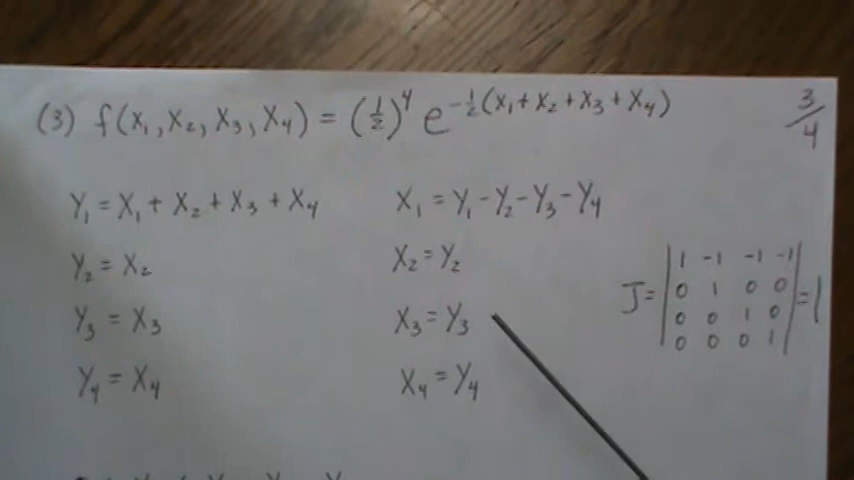 (3) f(x₁, x₂, x₃, x₄) = (1/2)⁴ e^(-1/2(x₁ + x₂ + x₃ + x₄))
3/4
Y₁ = X₁ + X₂ + X₃ + X₄
X₁ = Y₁ - Y₂ - Y₃ - Y₄
Y₂ = X₂
X₂ = Y₂
Y₃ = X₃
X₃ = Y₃
Y₄ = X₄
X₄ = Y₄
J = | 1 -1 -1 -1 | = 1
| 0 1 0 0 |
| 0 0 1 0 |
| 0 0 0 1 |